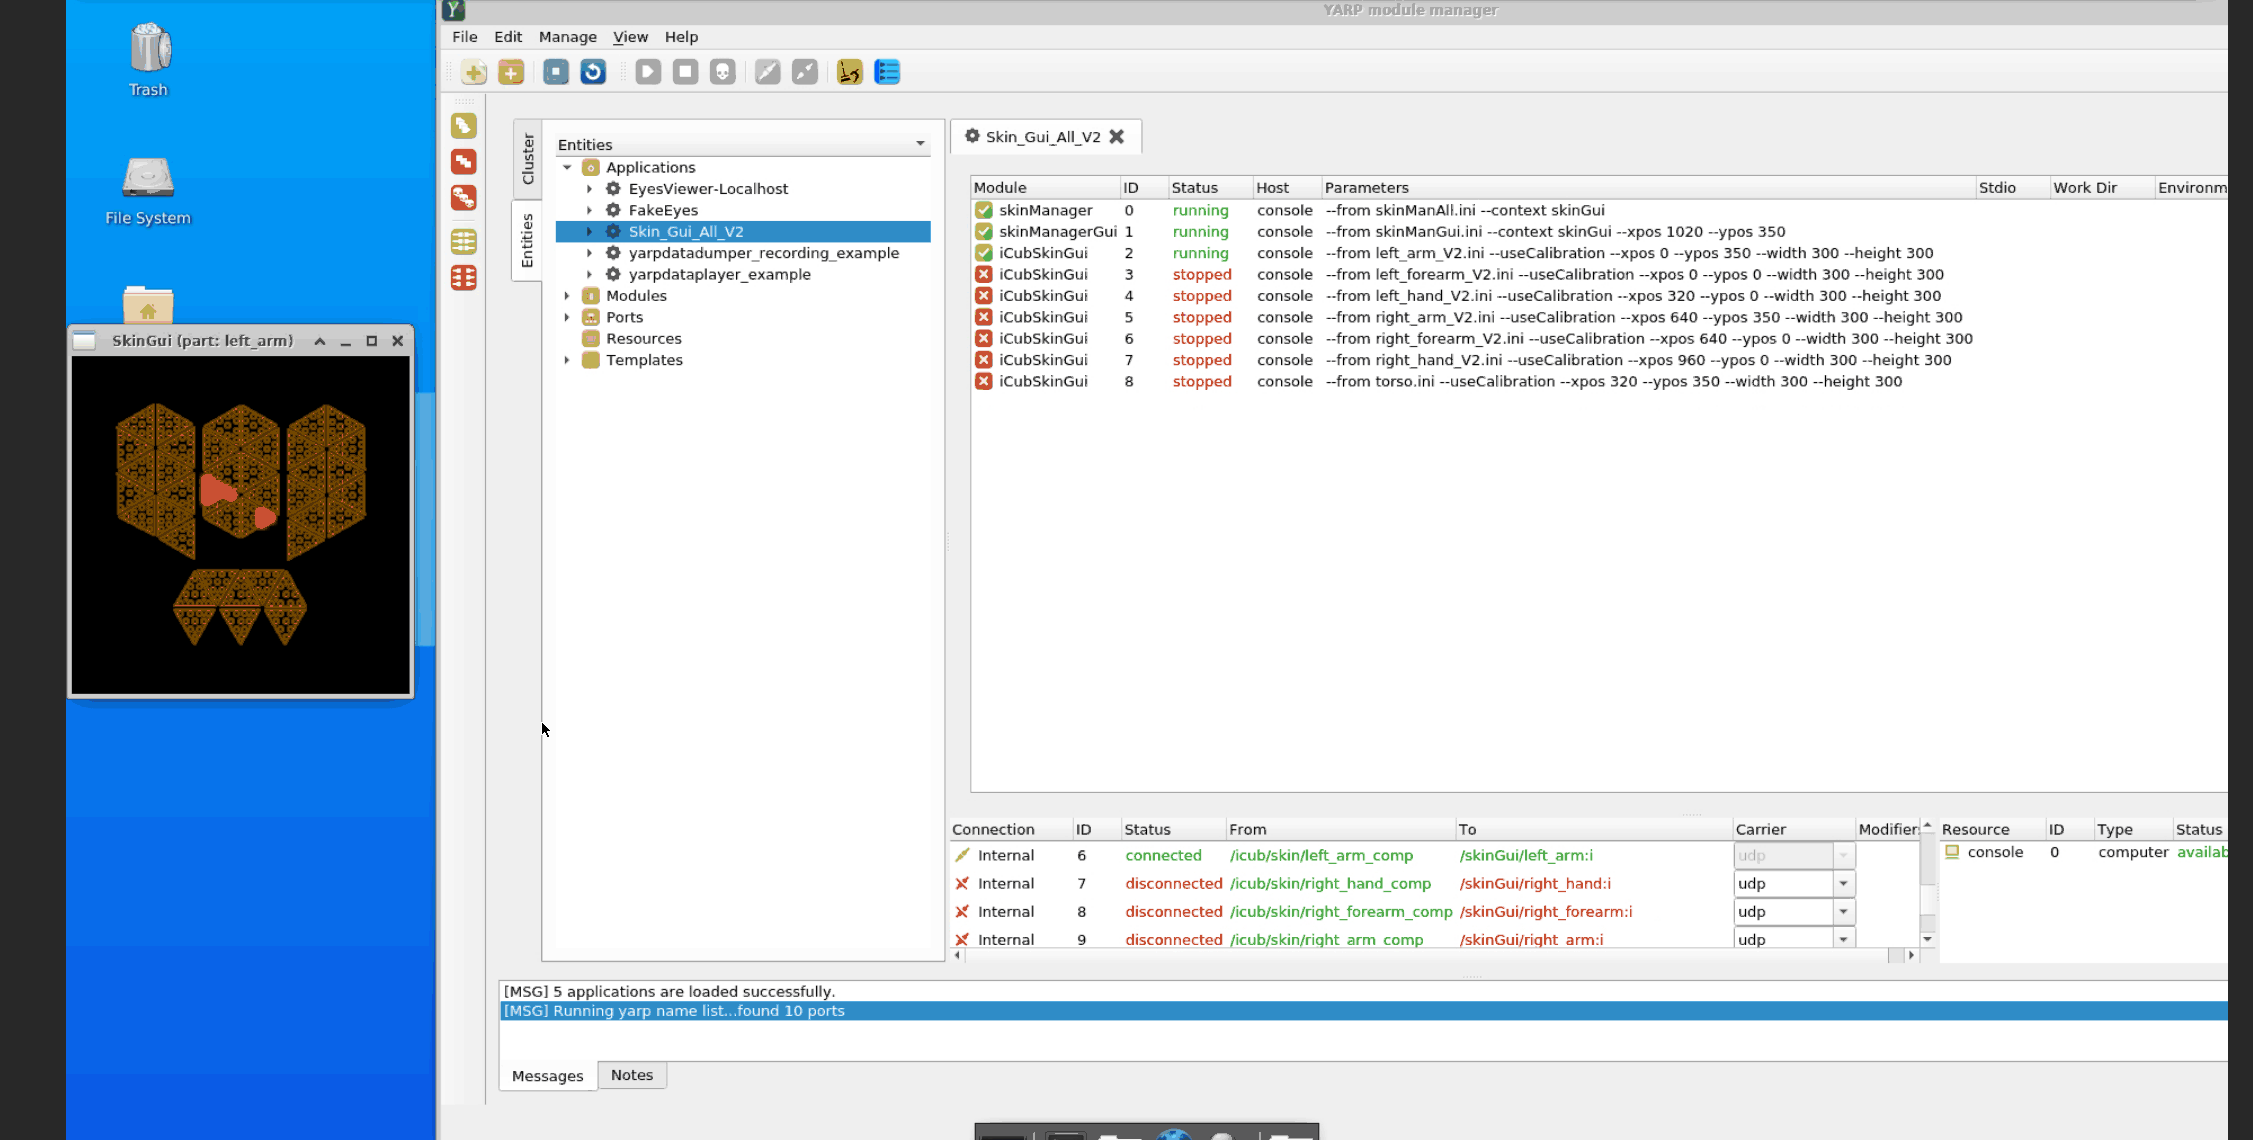 YARP module manager
File Edit Manage View Help
Trash
File System
SkinGui (part: left_arm)
Cluster
Entities
Entities
Applications
EyesViewer-Localhost
FakeEyes
Skin_Gui_All_V2
yarpdatadumper_recording_example
yarpdataplayer_example
Modules
Ports
Resources
Templates
Skin_Gui_All_V2
Module ID Status Host Parameters Stdio Work Dir Environm
skinManager 0 running console --from skinManAll.ini --context skinGui
skinManagerGui 1 running console --from skinManGui.ini --context skinGui --xpos 1020 --ypos 350
iCubSkinGui 2 running console --from left_arm_V2.ini --useCalibration --xpos 0 --ypos 350 --width 300 --height 300
iCubSkinGui 3 stopped console --from left_forearm_V2.ini --useCalibration --xpos 0 --ypos 0 --width 300 --height 300
iCubSkinGui 4 stopped console --from left_hand_V2.ini --useCalibration --xpos 320 --ypos 0 --width 300 --height 300
iCubSkinGui 5 stopped console --from right_arm_V2.ini --useCalibration --xpos 640 --ypos 350 --width 300 --height 300
iCubSkinGui 6 stopped console --from right_forearm_V2.ini --useCalibration --xpos 640 --ypos 0 --width 300 --height 300
iCubSkinGui 7 stopped console --from right_hand_V2.ini --useCalibration --xpos 960 --ypos 0 --width 300 --height 300
iCubSkinGui 8 stopped console --from torso.ini --useCalibration --xpos 320 --ypos 350 --width 300 --height 300
Connection ID Status From To Carrier Modifier
Internal 6 connected /icub/skin/left_arm_comp /skinGui/left_arm:i udp
Internal 7 disconnected /icub/skin/right_hand_comp /skinGui/right_hand:i udp
Internal 8 disconnected /icub/skin/right_forearm_comp /skinGui/right_forearm:i udp
Internal 9 disconnected /icub/skin/right_arm_comp /skinGui/right_arm:i udp
Resource ID Type Status
console 0 computer availab
[MSG] 5 applications are loaded successfully.
[MSG] Running yarp name list...found 10 ports
Messages Notes